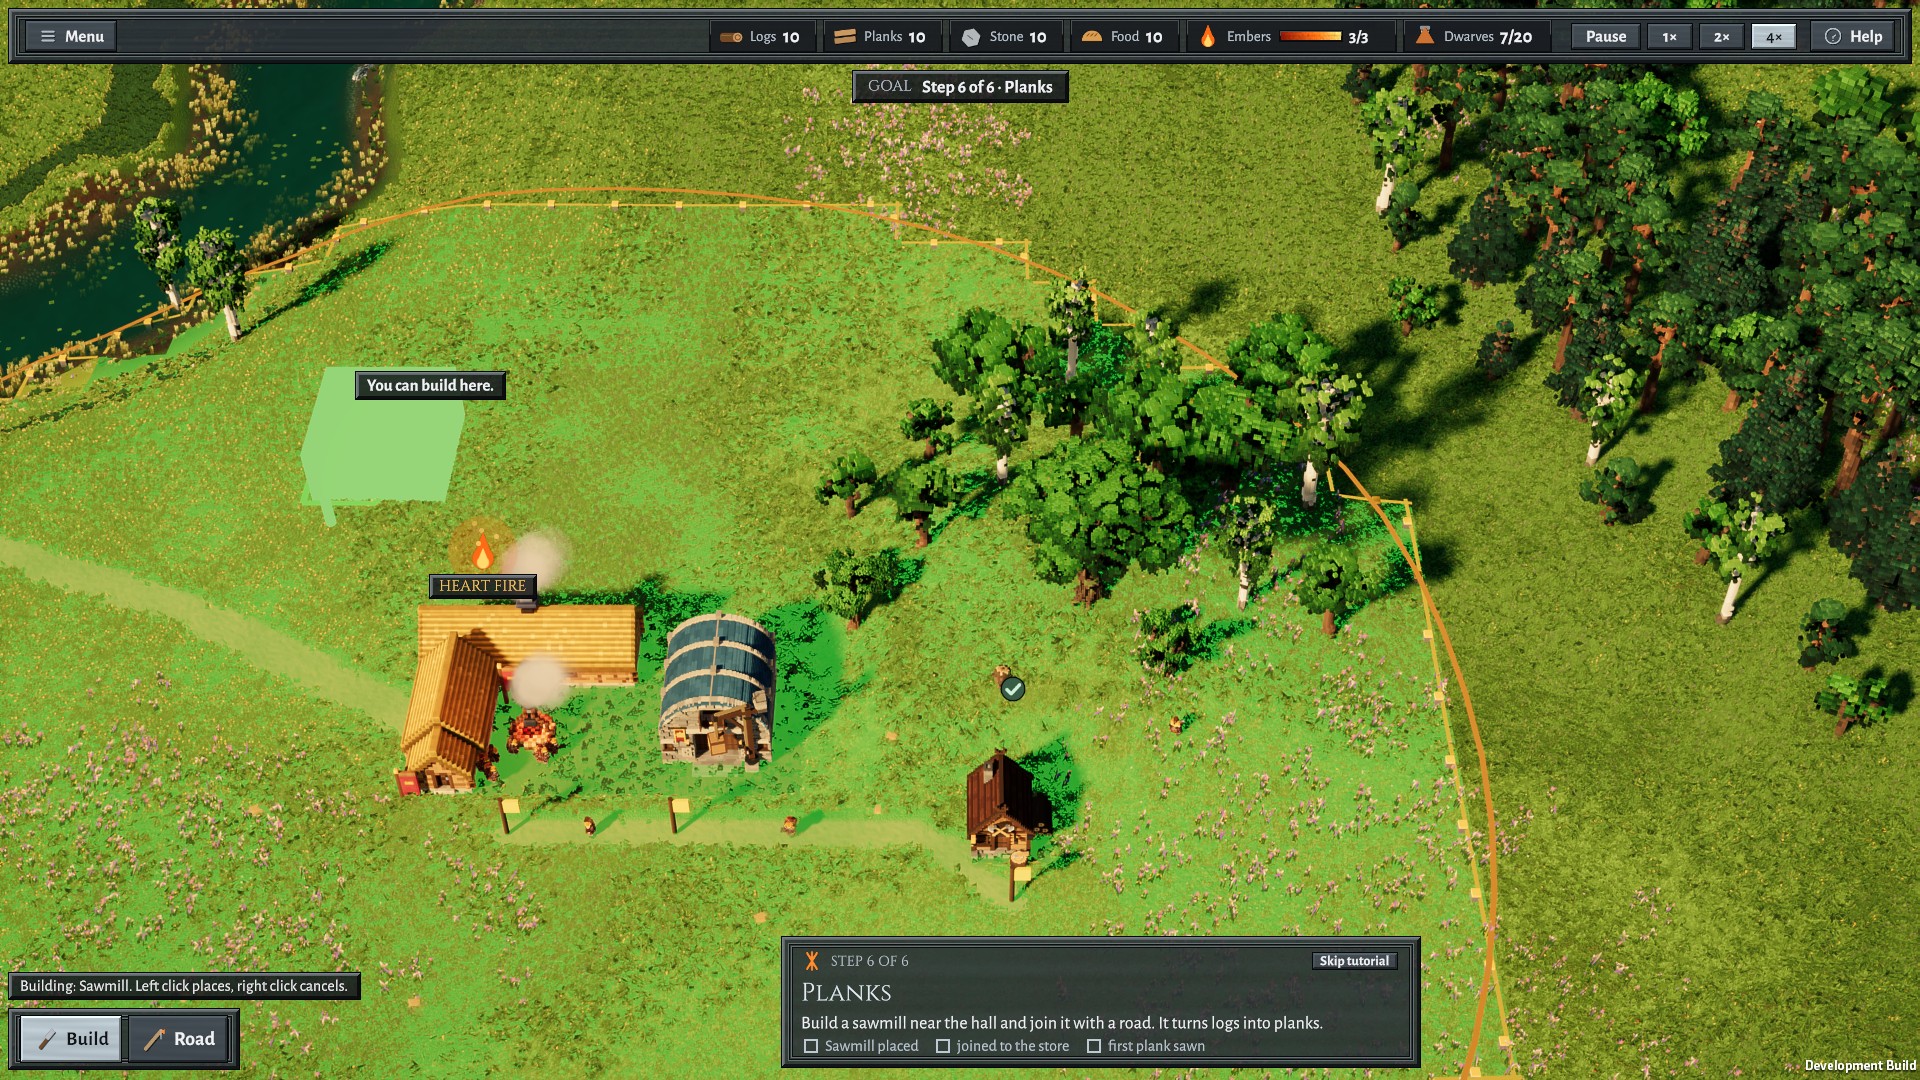 Menu
Logs 10
Planks 10
Stone 10
Food 10
Embers 3/3
Dwarves 7/20
Pause
1×
2×
4×
Help
GOAL Step 6 of 6 · Planks
You can build here.
HEART FIRE
STEP 6 OF 6
Skip tutorial
PLANKS
Build a sawmill near the hall and join it with a road. It turns logs into planks.
Sawmill placed
joined to the store
first plank sawn
Building: Sawmill. Left click places, right click cancels.
Build
Road
Development Build